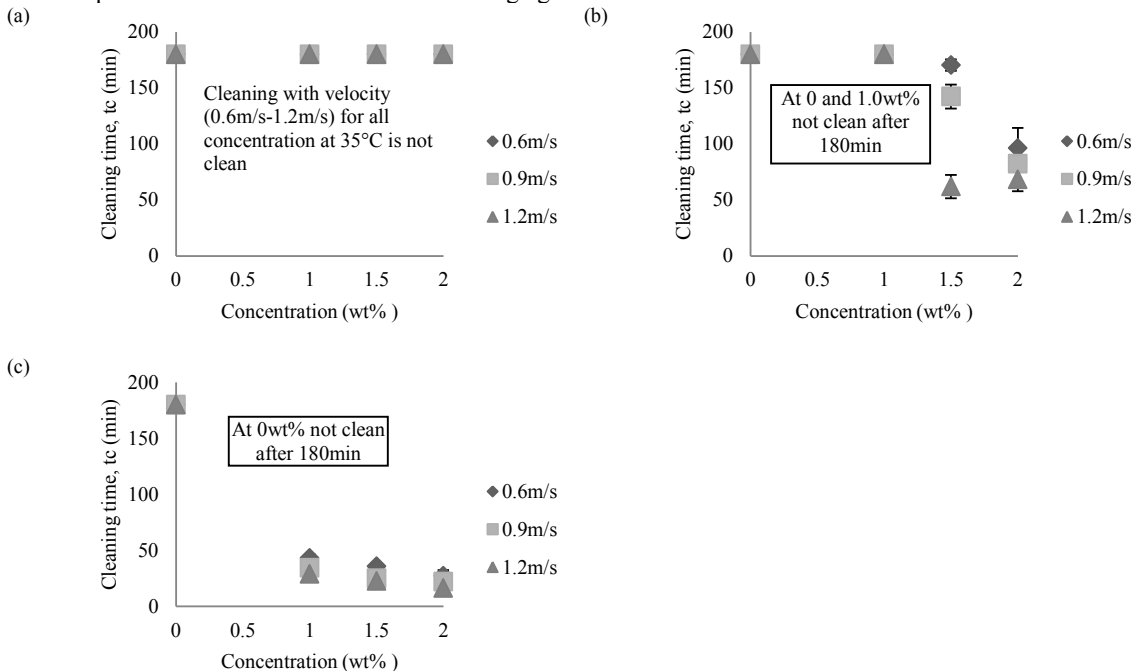 (a)
200
150
100
50
0
Cleaning time, tc (min)
Cleaning with velocity
(0.6m/s-1.2m/s) for all
concentration at 35°C is not
clean
0 0.5 1 1.5 2
Concentration (wt% )
0.6m/s
0.9m/s
1.2m/s
(b)
200
150
100
50
0
Cleaning time, tc (min)
At 0 and 1.0wt%
not clean after
180min
0 0.5 1 1.5 2
Concentration (wt% )
0.6m/s
0.9m/s
1.2m/s
(c)
200
150
100
50
0
Cleaning time, tc (min)
At 0wt% not clean
after 180min
0 0.5 1 1.5 2
Concentration (wt% )
0.6m/s
0.9m/s
1.2m/s